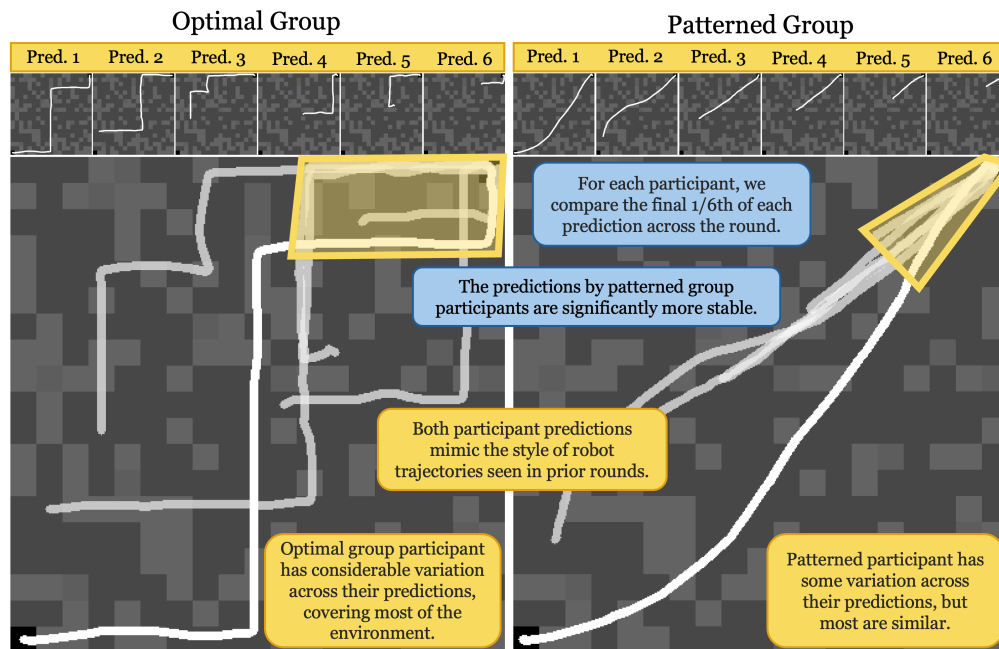 Optimal Group
Patterned Group
Pred. 1 Pred. 2 Pred. 3 Pred. 4 Pred. 5 Pred. 6
Pred. 1 Pred. 2 Pred. 3 Pred. 4 Pred. 5 Pred. 6
For each participant, we
compare the final 1/6th of each
prediction across the round.
The predictions by patterned group
participants are significantly more stable.
Both participant predictions
mimic the style of robot
trajectories seen in prior rounds.
Optimal group participant
has considerable variation
across their predictions,
covering most of the
environment.
Patterned participant has
some variation across
their predictions, but
most are similar.